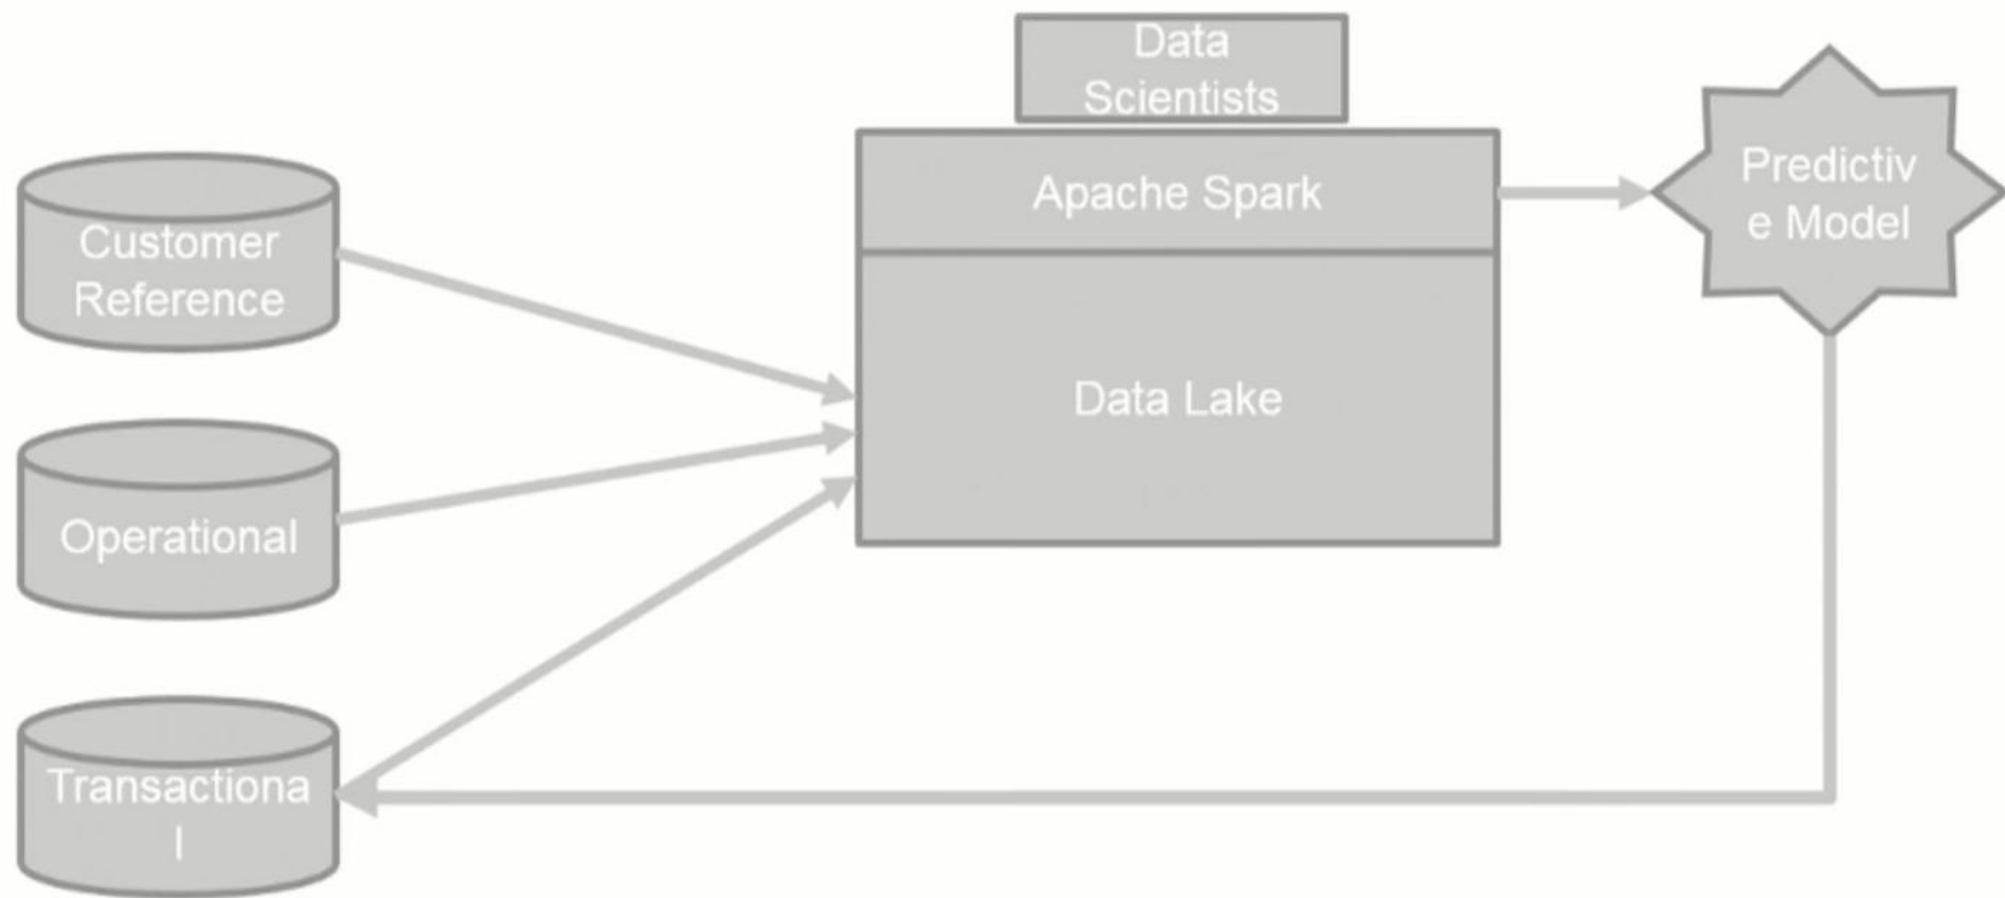 Data
Scientists
Apache Spark
Predictiv
e Model
Customer
Reference
Data Lake
Operational
Transactiona
l